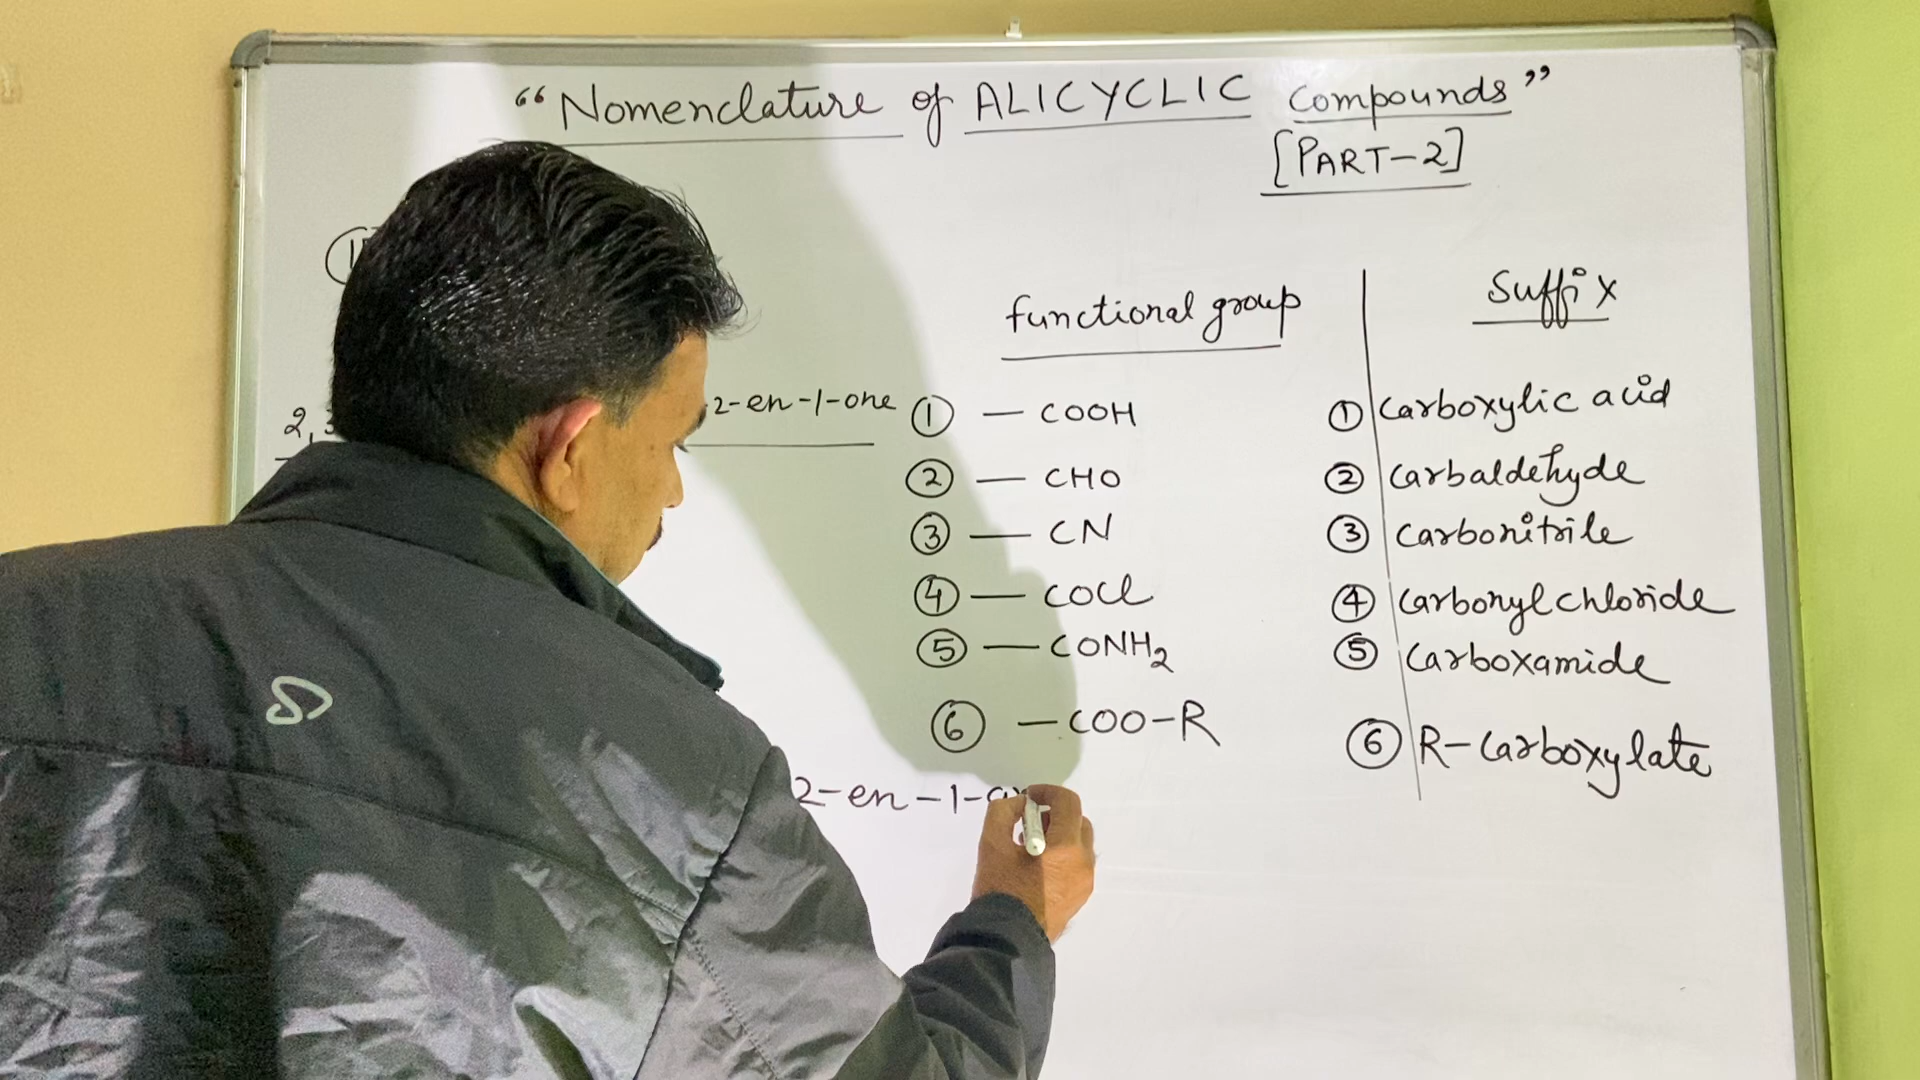 “Nomenclature of ALICYCLIC Compounds”
[PART-2]
functional group
Suffix
2,
2-en-1-one
① — COOH
① Carboxylic acid
② — CHO
② Carbaldehyde
③ — CN
③ Carbonitrile
④ — COCl
④ Carbonyl chloride
⑤ — CONH₂
⑤ Carboxamide
⑥ — COO-R
⑥ R-Carboxylate
2-en-1-